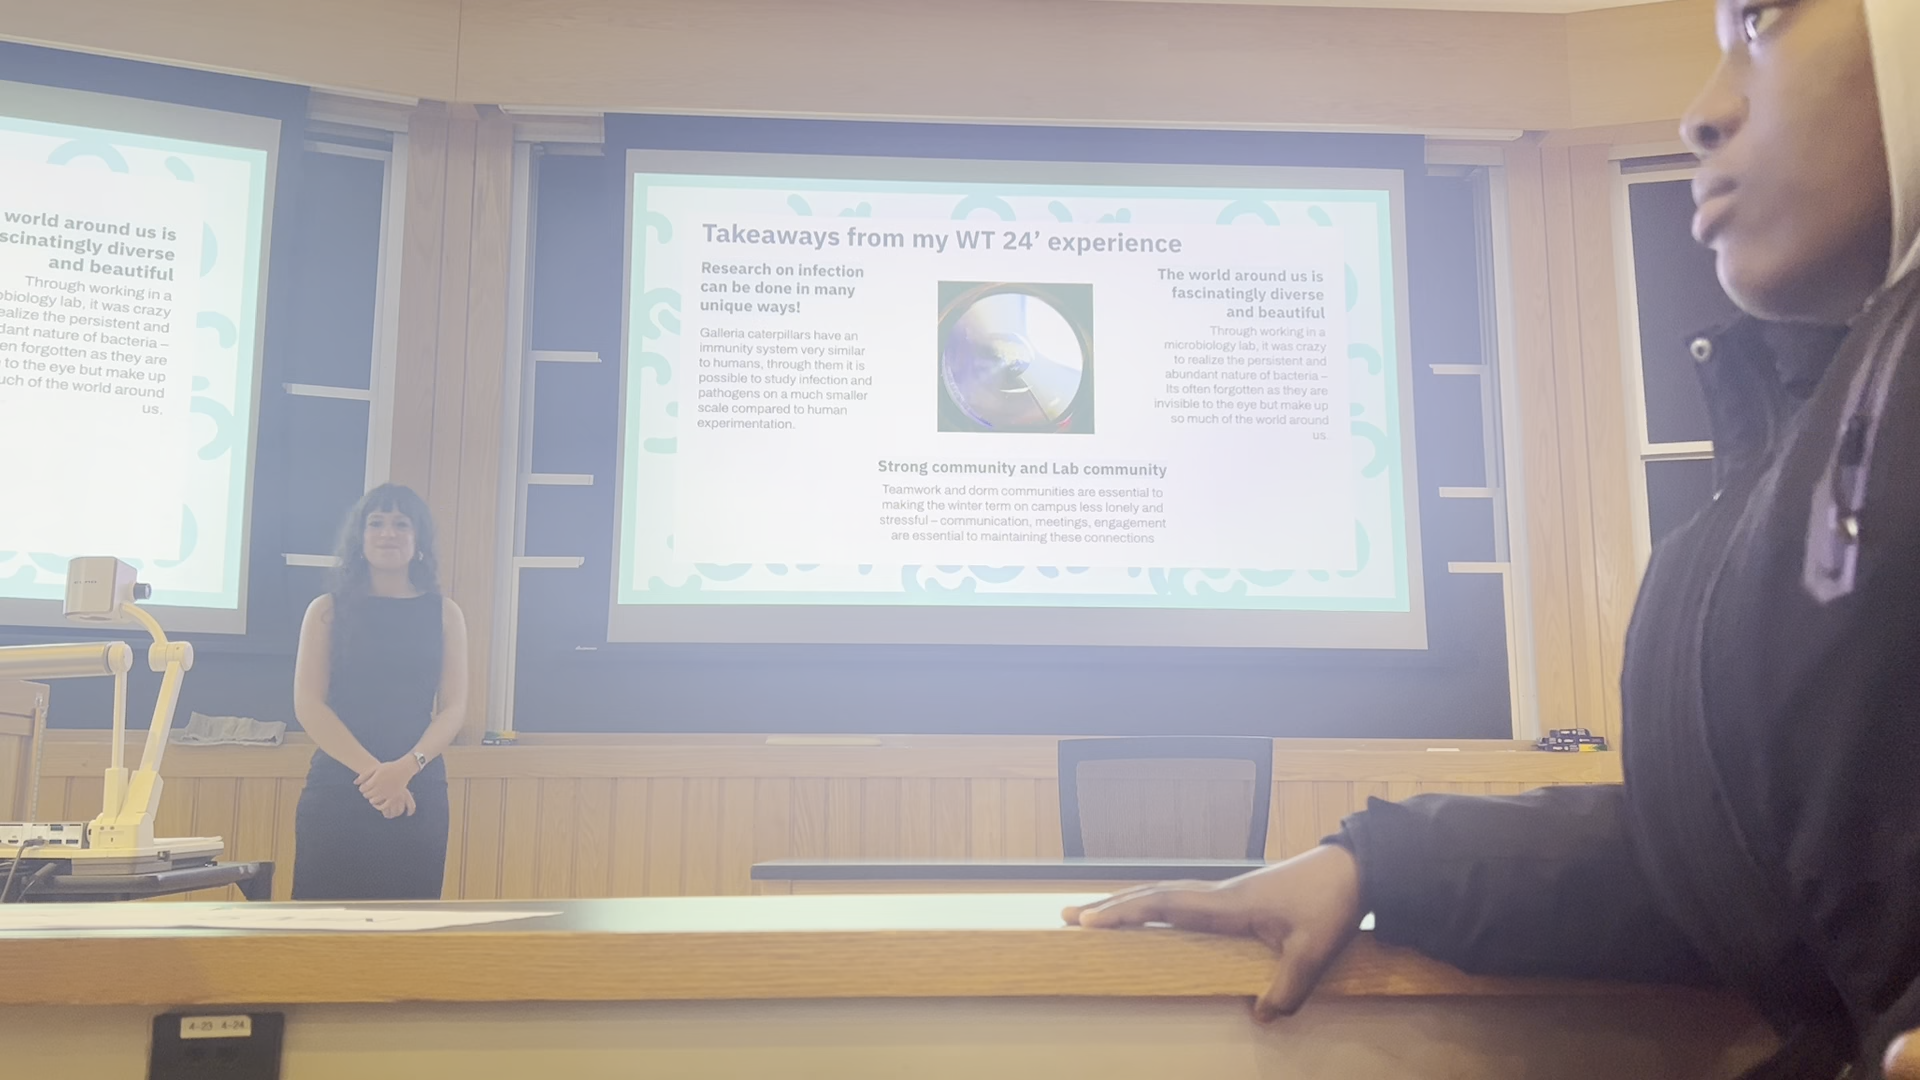 world around us is
scinatingly diverse
and beautiful
Through working in a
obiology lab, it was crazy
ealize the persistent and
dant nature of bacteria –
en forgotten as they are
to the eye but make up
uch of the world around
us.
Takeaways from my WT 24’ experience
Research on infection
can be done in many
unique ways!
Galleria caterpillars have an
immunity system very similar
to humans, through them it is
possible to study infection and
pathogens on a much smaller
scale compared to human
experimentation.
The world around us is
fascinatingly diverse
and beautiful
Through working in a
microbiology lab, it was crazy
to realize the persistent and
abundant nature of bacteria –
Its often forgotten as they are
invisible to the eye but make up
so much of the world around
us.
Strong community and Lab community
Teamwork and dorm communities are essential to
making the winter term on campus less lonely and
stressful – communication, meetings, engagement
are essential to maintaining these connections
4-23 4-24